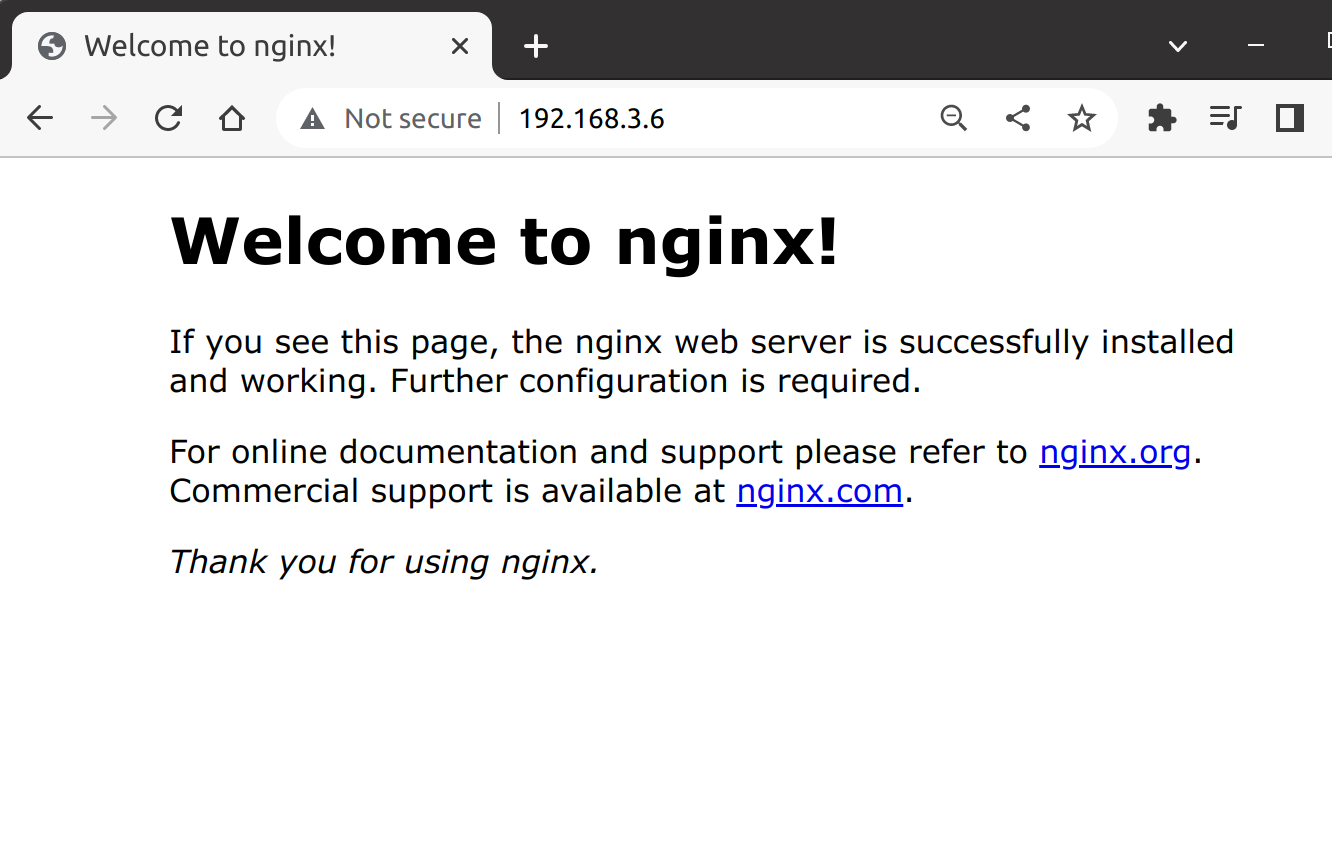 Welcome to nginx!
Not secure
192.168.3.6
Welcome to nginx!
If you see this page, the nginx web server is successfully installed
and working. Further configuration is required.
For online documentation and support please refer to nginx.org.
Commercial support is available at nginx.com.
Thank you for using nginx.